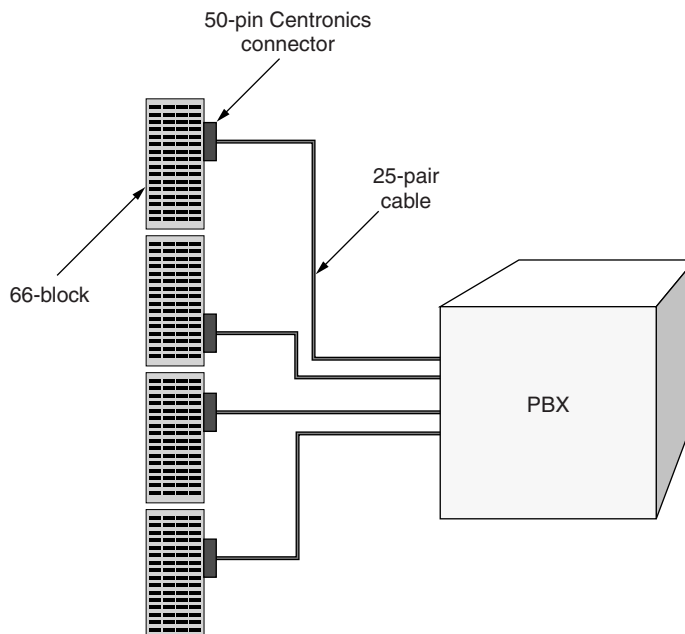 50-pin Centronics
connector
25-pair
cable
66-block
PBX